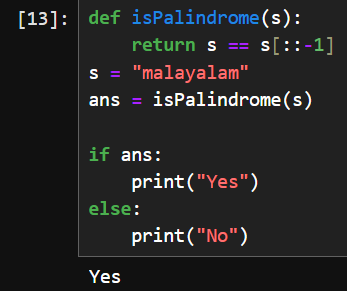 [13]: def isPalindrome(s):
    return s == s[::-1]
s = "malayalam"
ans = isPalindrome(s)

if ans:
    print("Yes")
else:
    print("No")
Yes